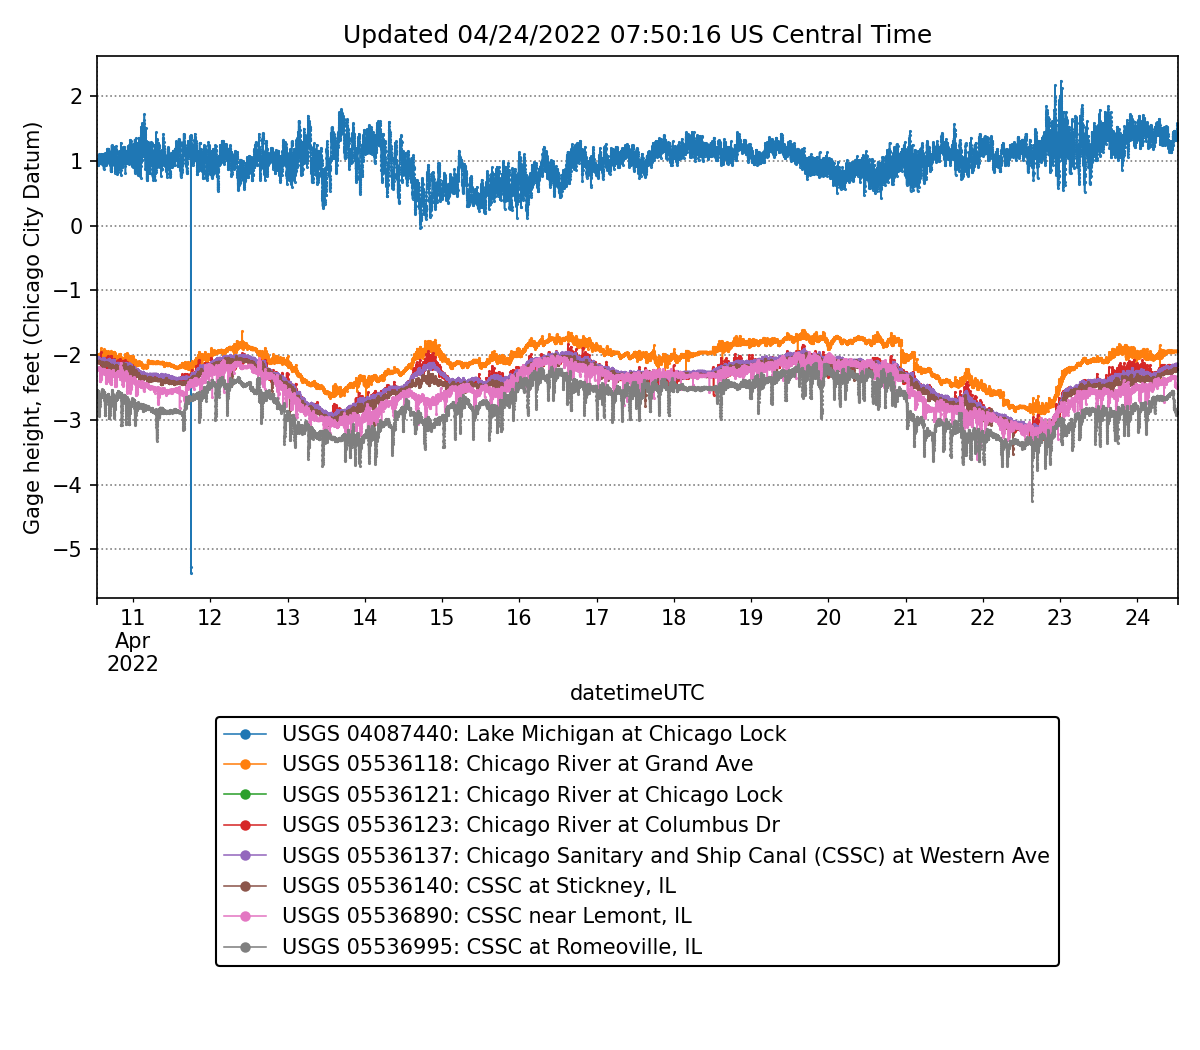 Updated 04/24/2022 07:50:16 US Central Time
Gage height, feet (Chicago City Datum)
2
1
0
−1
−2
−3
−4
−5
11 12 13 14 15 16 17 18 19 20 21 22 23 24
Apr
2022
datetimeUTC
USGS 04087440: Lake Michigan at Chicago Lock
USGS 05536118: Chicago River at Grand Ave
USGS 05536121: Chicago River at Chicago Lock
USGS 05536123: Chicago River at Columbus Dr
USGS 05536137: Chicago Sanitary and Ship Canal (CSSC) at Western Ave
USGS 05536140: CSSC at Stickney, IL
USGS 05536890: CSSC near Lemont, IL
USGS 05536995: CSSC at Romeoville, IL